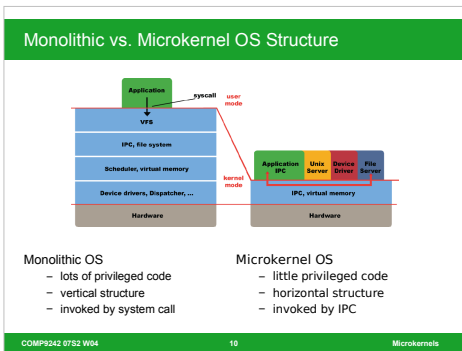 Monolithic vs. Microkernel OS Structure
Application
syscall
user
mode
VFS
IPC, file system
Scheduler, virtual memory
kernel
mode
Device drivers, Dispatcher, ...
Hardware
Application
IPC
Unix
Server
Device
Driver
File
Server
IPC, virtual memory
Hardware
Monolithic OS
– lots of privileged code
– vertical structure
– invoked by system call
Microkernel OS
– little privileged code
– horizontal structure
– invoked by IPC
COMP9242 07S2 W04 10 Microkernels